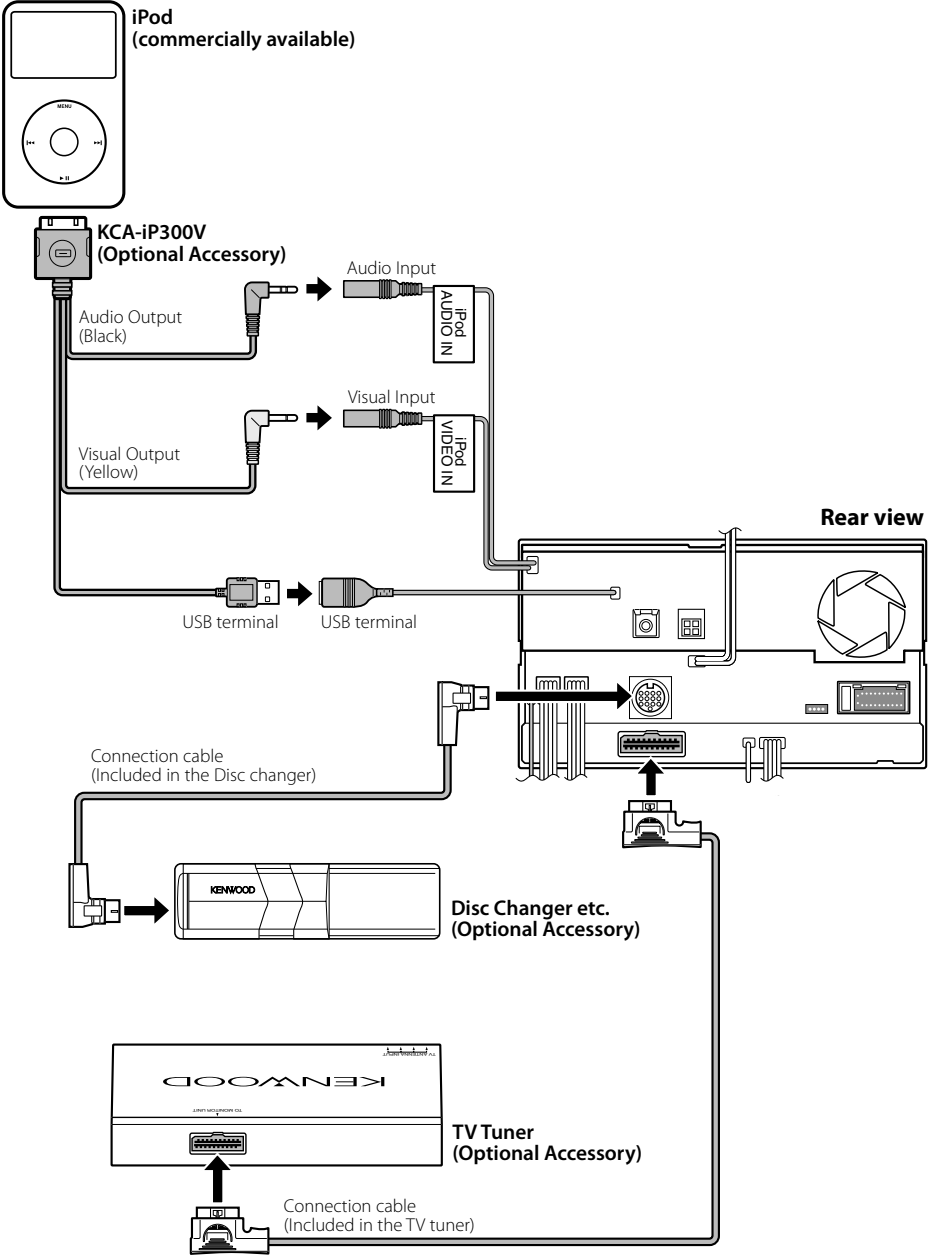 iPod
(commercially available)
MENU
KCA-iP300V
(Optional Accessory)
Audio Output
(Black)
Audio Input
iPod
AUDIO IN
Visual Output
(Yellow)
Visual Input
iPod
VIDEO IN
Rear view
USB terminal
USB terminal
Connection cable
(Included in the Disc changer)
KENWOOD
Disc Changer etc.
(Optional Accessory)
TV ANTENNA INPUT
KENWOOD
TO MONITOR UNIT
TV Tuner
(Optional Accessory)
Connection cable
(Included in the TV tuner)